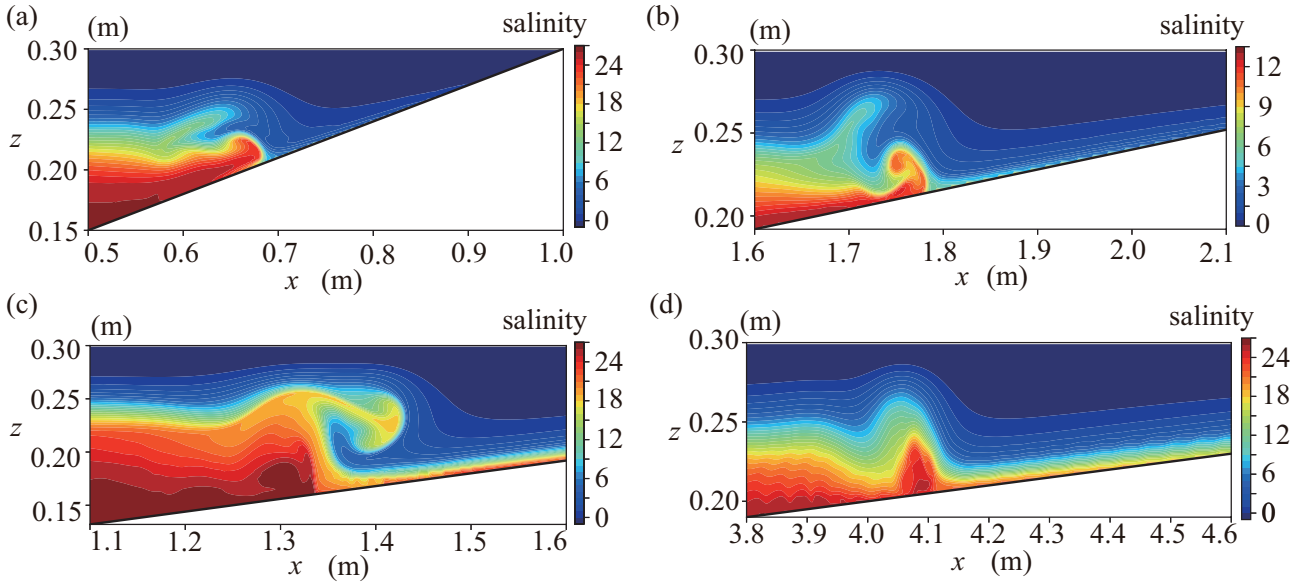 (a)
(m)
salinity
0.30
0.25
z
0.20
0.15
0.5 0.6 0.7 0.8 0.9 1.0
x (m)
24
18
12
6
0
(b)
(m)
salinity
0.30
0.25
z
0.20
1.6 1.7 1.8 1.9 2.0 2.1
x (m)
12
9
6
3
0
(c)
(m)
salinity
0.30
0.25
z
0.20
0.15
1.1 1.2 1.3 1.4 1.5 1.6
x (m)
24
18
12
6
0
(d)
(m)
salinity
0.30
z
0.25
0.20
3.8 3.9 4.0 4.1 4.2 4.3 4.4 4.5 4.6
x (m)
24
18
12
6
0